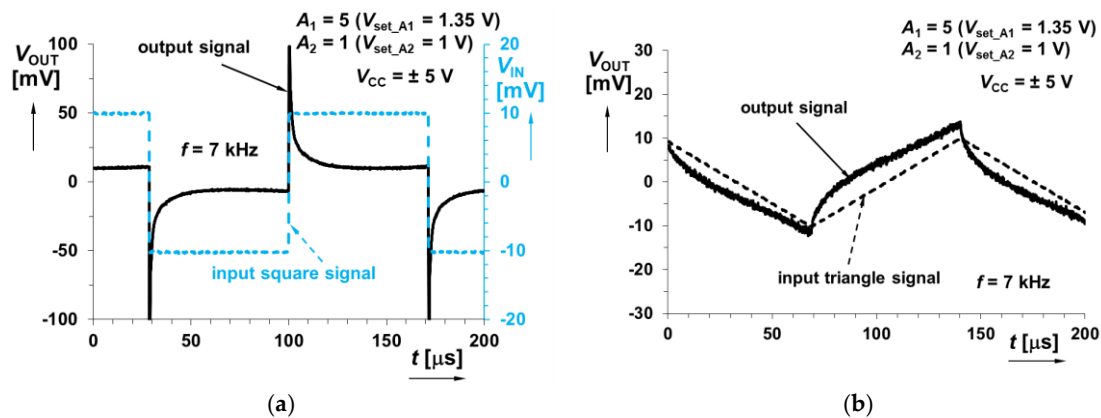 A1 = 5 (Vset_A1 = 1.35 V)
VOUT
[mV]
output signal
A2 = 1 (Vset_A2 = 1 V)
VIN
[mV]
VCC = ± 5 V
100
50
0
-50
-100
20
10
0
-10
-20
f = 7 kHz
input square signal
0
50
100
150
200
t [µs]
(a)
A1 = 5 (Vset_A1 = 1.35 V)
VOUT
[mV]
A2 = 1 (Vset_A2 = 1 V)
VCC = ± 5 V
output signal
30
20
10
0
-10
-20
-30
input triangle signal
f = 7 kHz
0
50
100
150
200
t [µs]
(b)